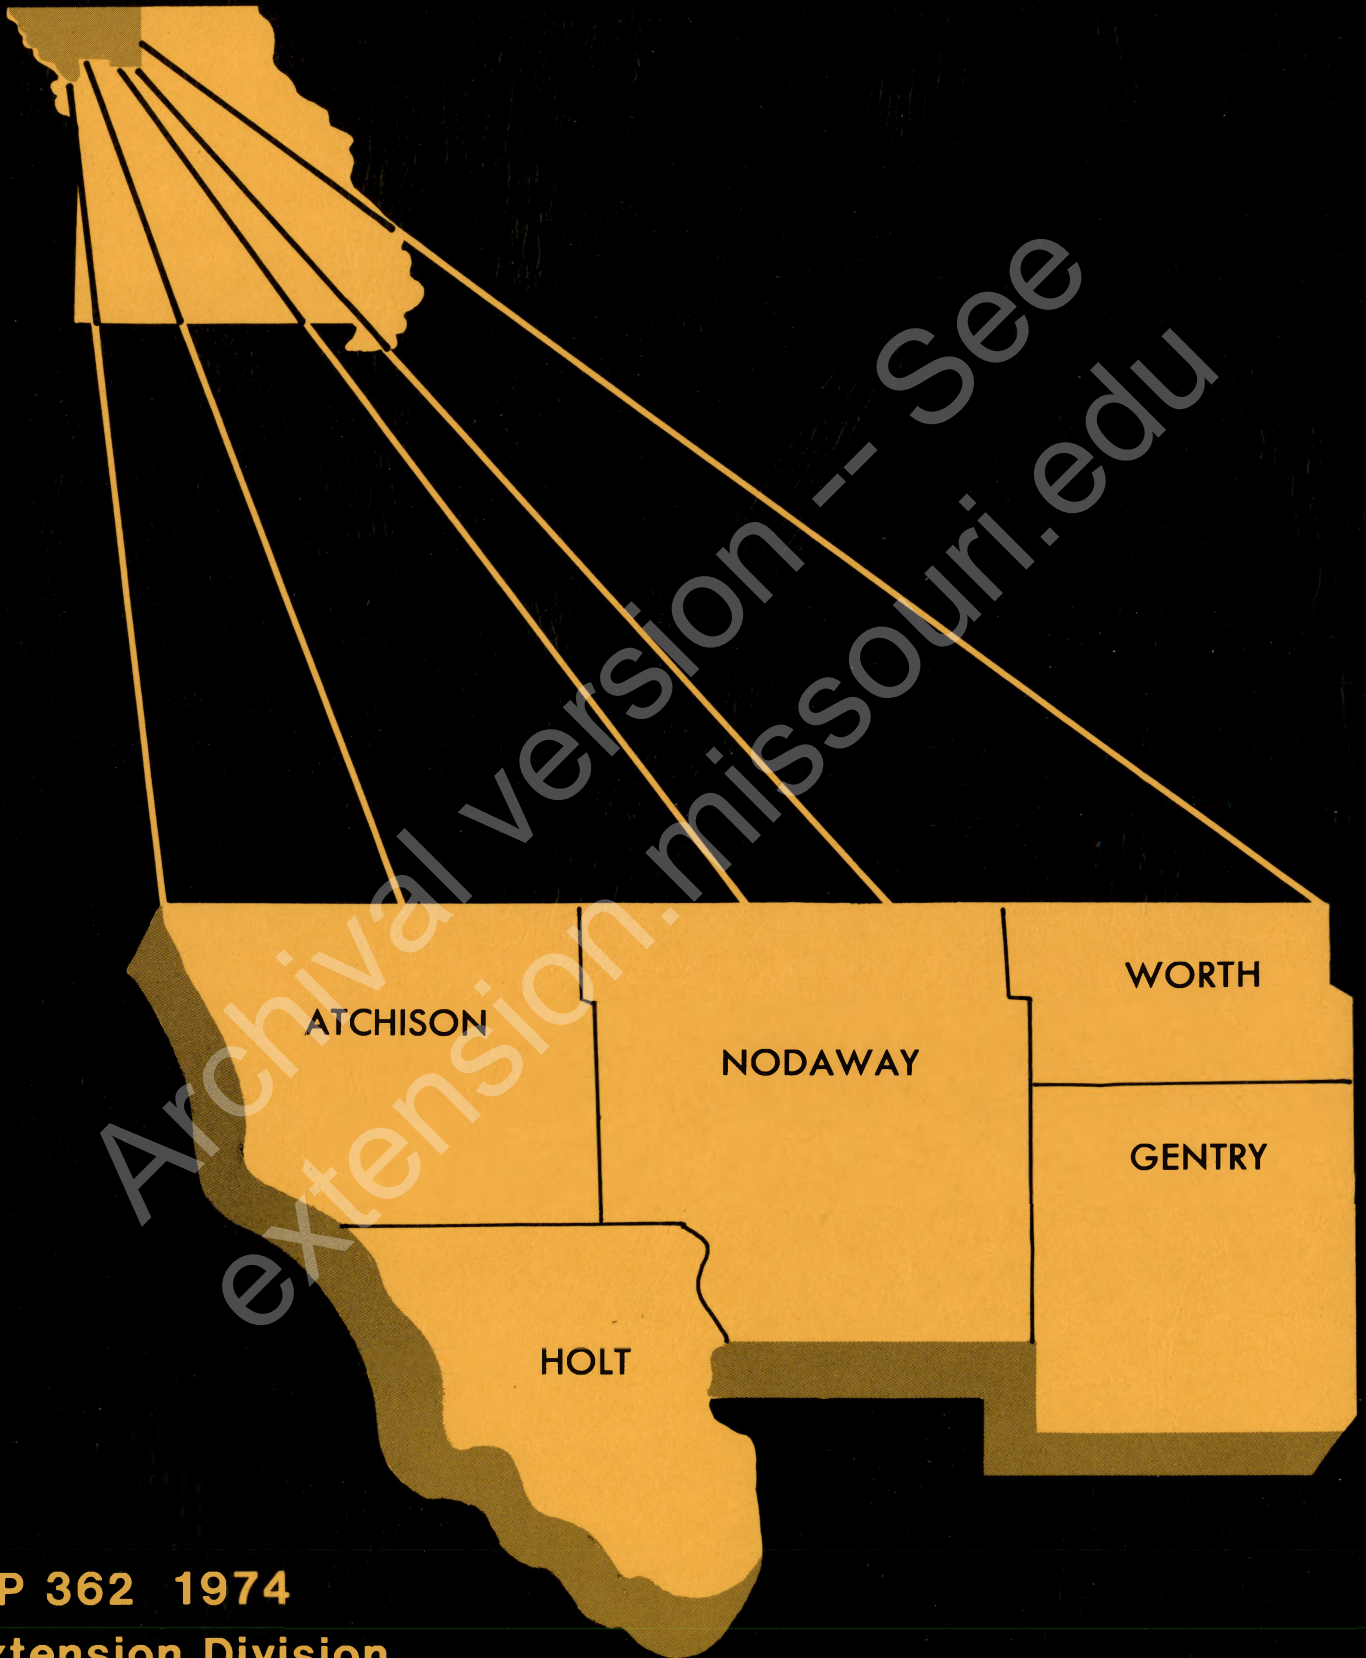 Archival version -- See
extension.missouri.edu
WORTH
ATCHISON
NODAWAY
GENTRY
HOLT
P 362 1974
xtension Division